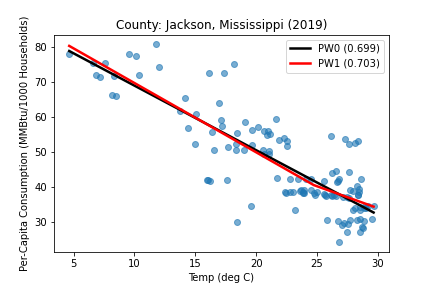 County: Jackson, Mississippi (2019)
PW0 (0.699)
PW1 (0.703)
Per-Capita Consumption (MMBtu/1000 Households)
80
70
60
50
40
30
5 10 15 20 25 30
Temp (deg C)